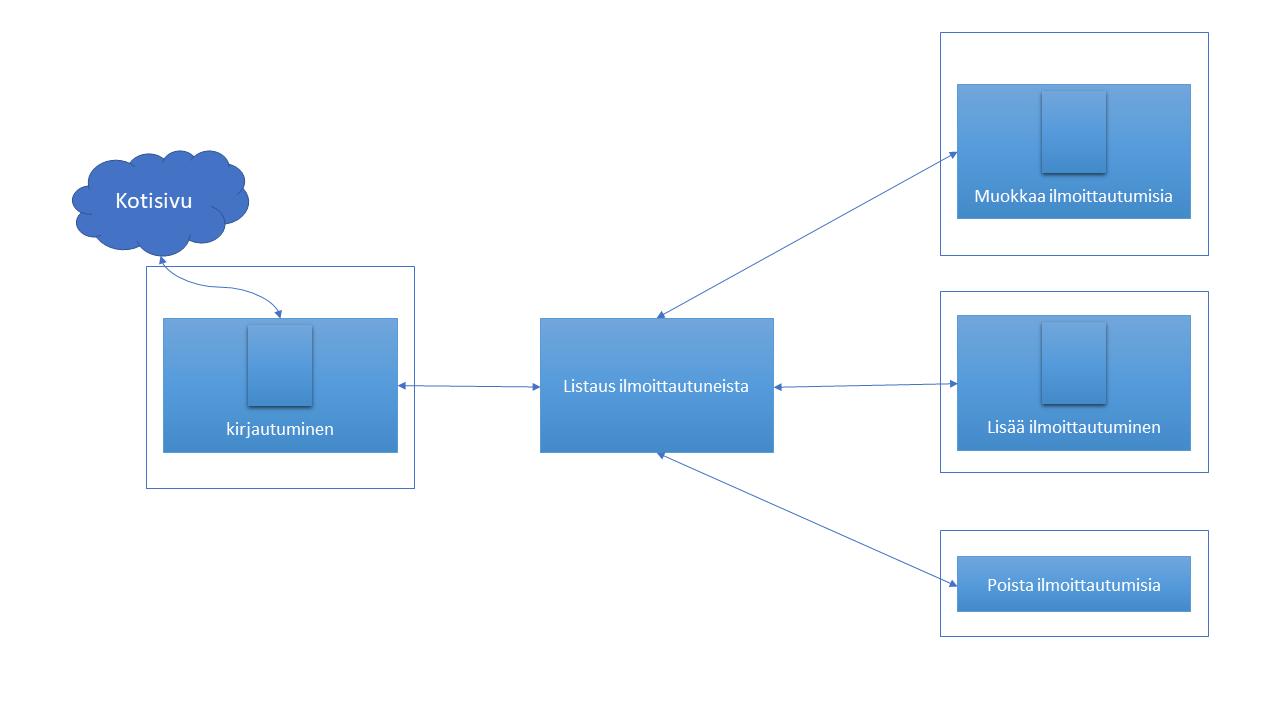 Kotisivu
kirjautuminen
Listaus ilmoittautuneista
Muokkaa ilmoittautumisia
Lisää ilmoittautuminen
Poista ilmoittautumisia